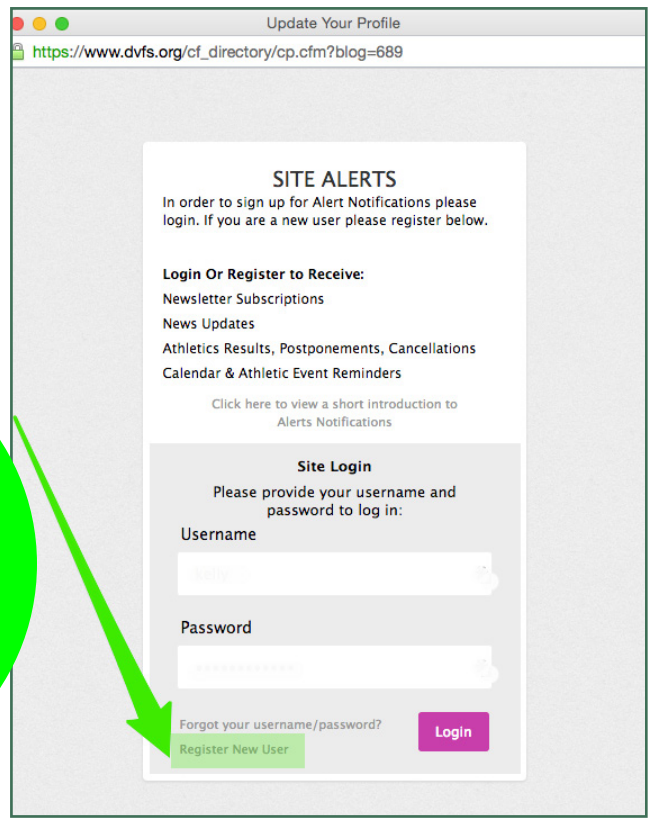 Update Your Profile
https://www.dvfs.org/cf_directory/cp.cfm?blog=689
SITE ALERTS
In order to sign up for Alert Notifications please
login. If you are a new user please register below.
Login Or Register to Receive:
Newsletter Subscriptions
News Updates
Athletics Results, Postponements, Cancellations
Calendar & Athletic Event Reminders
Click here to view a short introduction to
Alerts Notifications
Site Login
Please provide your username and
password to log in:
Username
Password
Forgot your username/password?
Login
Register New User